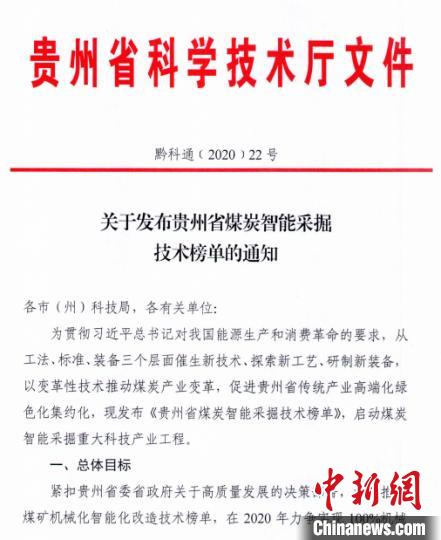 贵州省科学技术厅文件
黔科通〔2020〕22号
关于发布贵州省煤炭智能采掘
技术榜单的通知
各市（州）科技局，各有关单位：
为贯彻习近平总书记对我国能源生产和消费革命的要求，从
工法、标准、装备三个层面催生新技术、探索新工艺、研制新装备，
以变革性技术推动煤炭产业变革，促进贵州省传统产业高端化绿
色化集约化，现发布《贵州省煤炭智能采掘技术榜单》，启动煤炭
智能采掘重大科技产业工程。
一、总体目标
紧扣贵州省委省政府关于高质量发展的决策
煤矿机械化智能化改造技术榜单，在 2020 年力争实现 100%机械
中新网
Chinanews.com